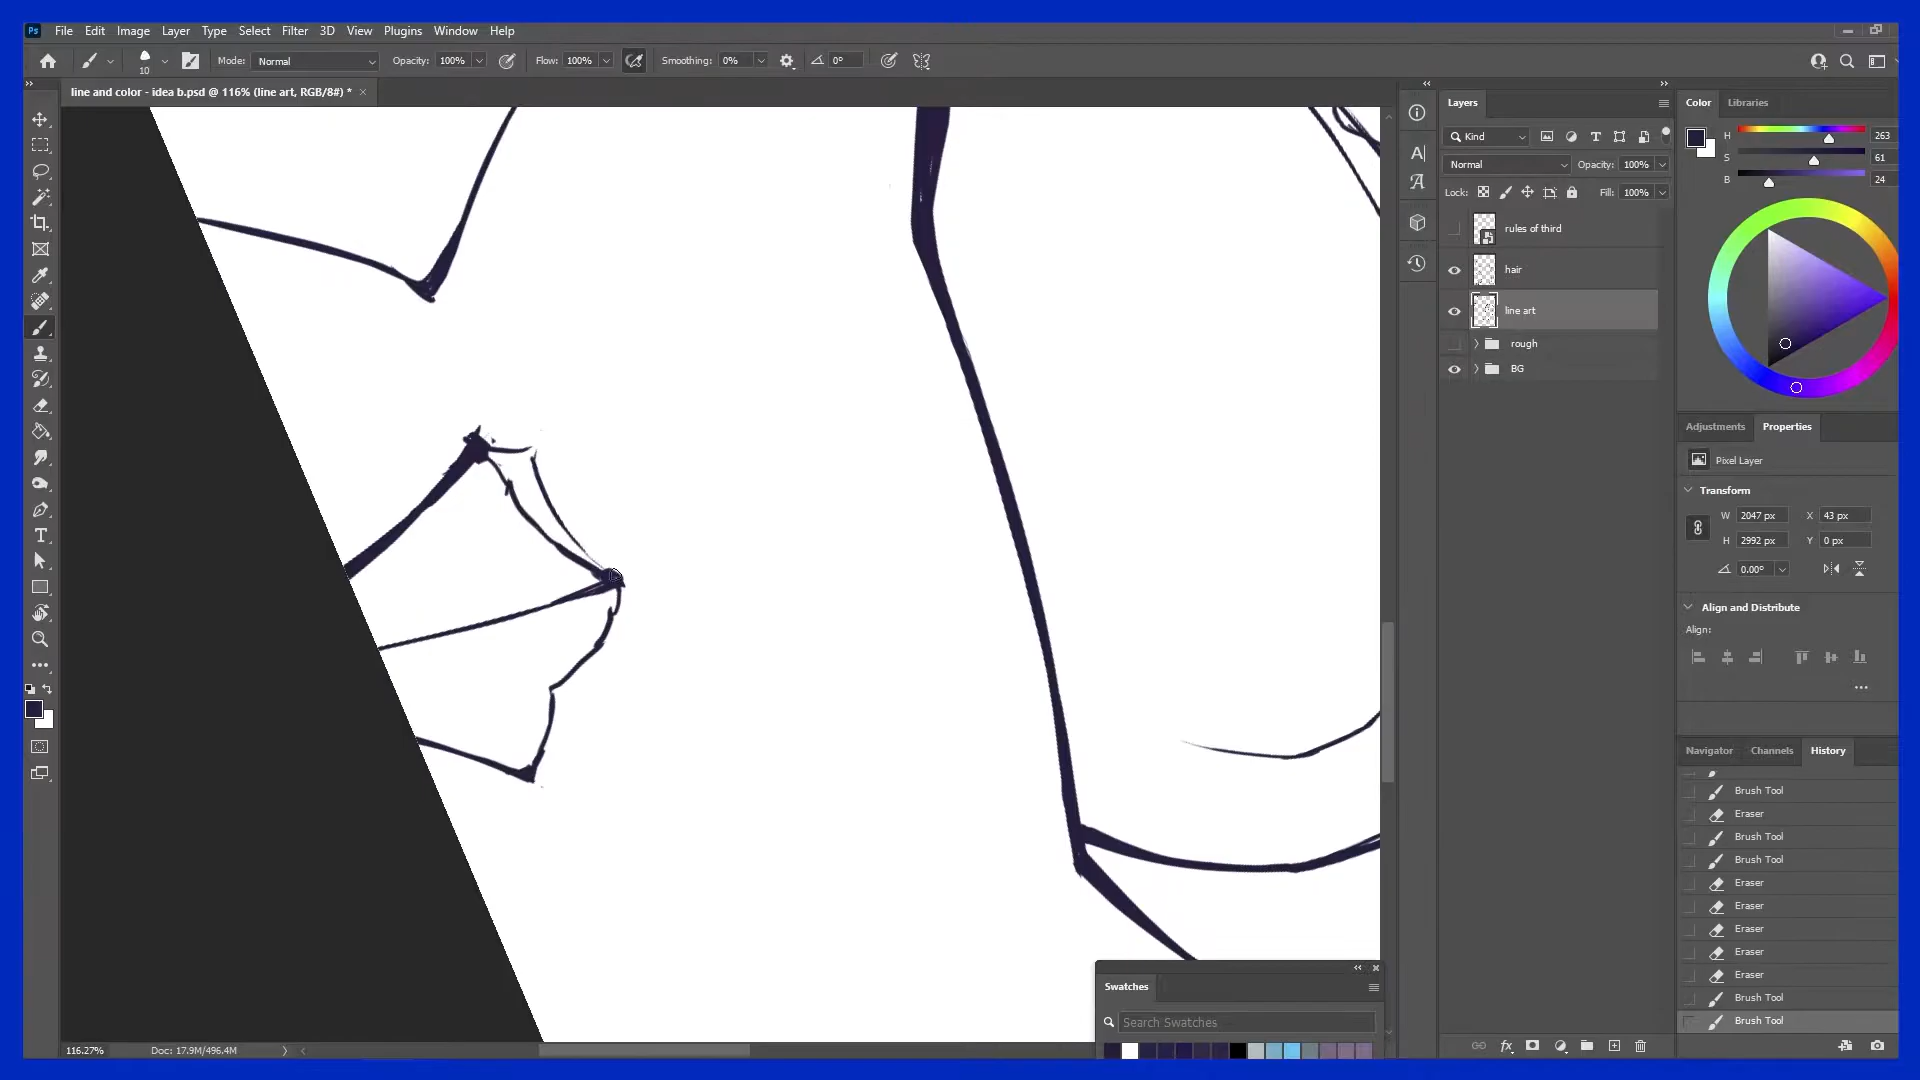 Ps File Edit Image Layer Type Select Filter 3D View Plugins Window Help
10 Mode: Normal Opacity: 100% Flow: 100% Smoothing: 0% 0°
line and color - idea b.psd @ 116% (line art, RGB/8#) * ×
Layers
Kind
Normal Opacity: 100%
Lock: Fill: 100%
rules of third
hair
line art
rough
BG
Color Libraries
H 263
S 61
B 24
Adjustments Properties
Pixel Layer
Transform
W 2047 px X 43 px
H 2992 px Y 0 px
0.00°
Align and Distribute
Align:
Navigator Channels History
Brush Tool
Eraser
Brush Tool
Brush Tool
Eraser
Eraser
Eraser
Eraser
Eraser
Brush Tool
Brush Tool
Swatches
Search Swatches
116.27% Doc: 17.9M/496.4M